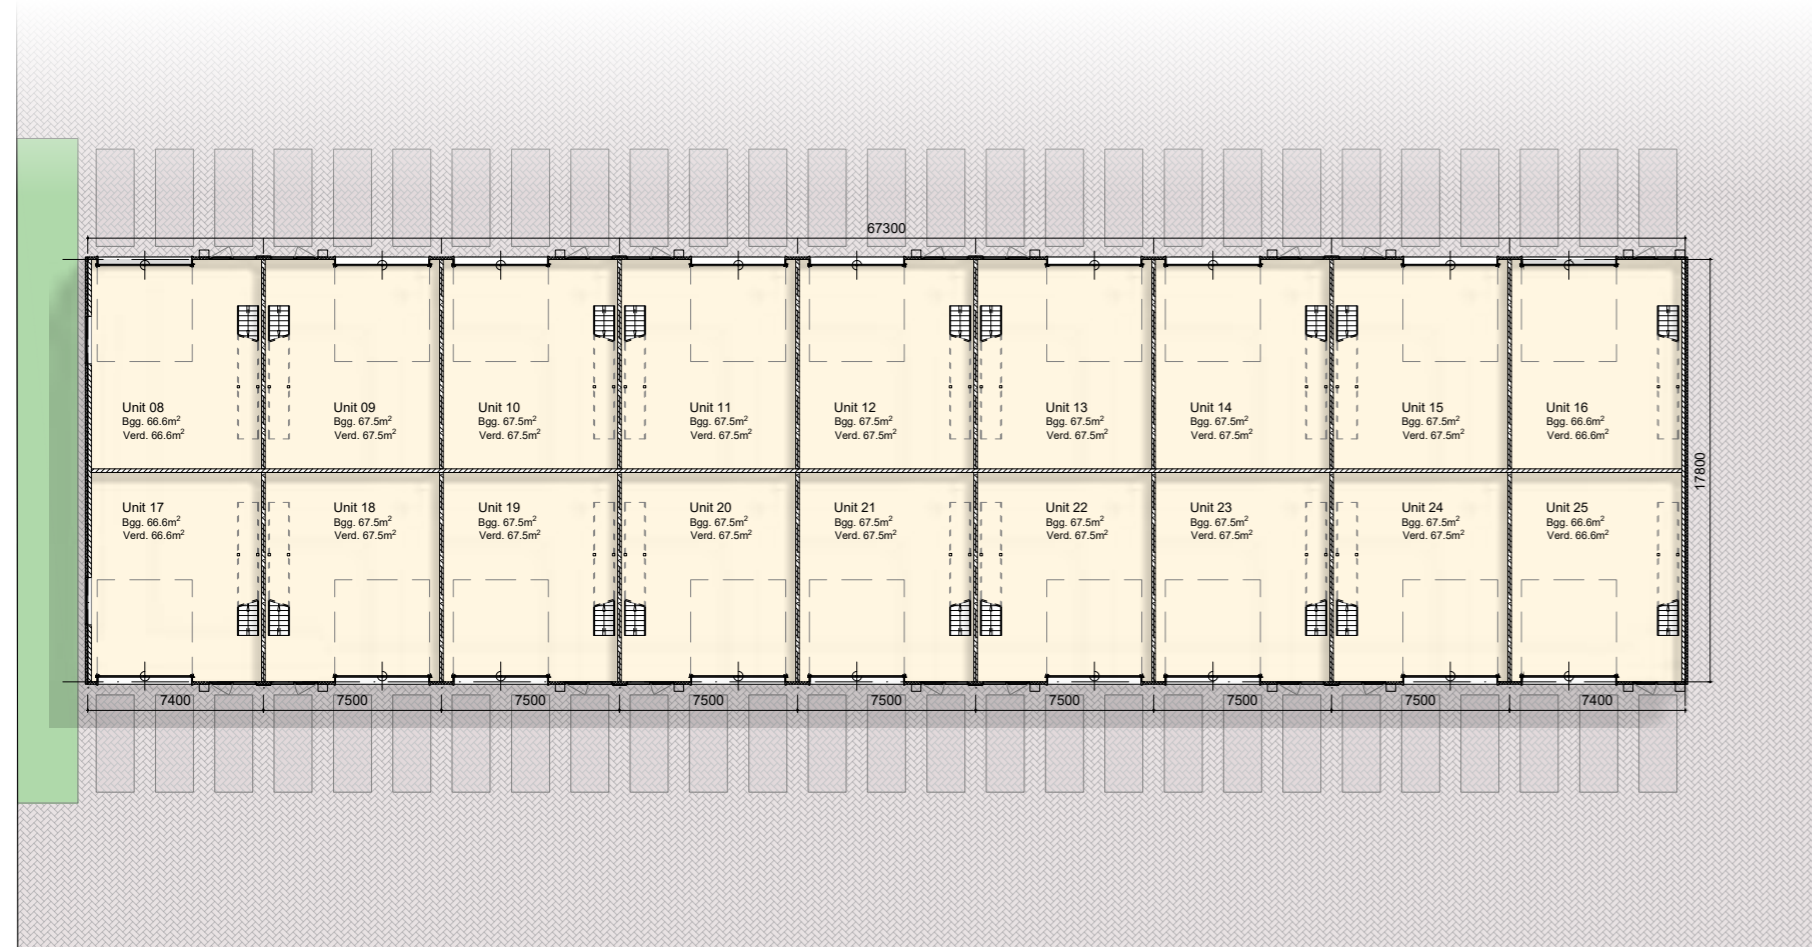 67300
Unit 08
Bgg. 66.6m²
Verd. 66.6m²
Unit 09
Bgg. 67.5m²
Verd. 67.5m²
Unit 10
Bgg. 67.5m²
Verd. 67.5m²
Unit 11
Bgg. 67.5m²
Verd. 67.5m²
Unit 12
Bgg. 67.5m²
Verd. 67.5m²
Unit 13
Bgg. 67.5m²
Verd. 67.5m²
Unit 14
Bgg. 67.5m²
Verd. 67.5m²
Unit 15
Bgg. 67.5m²
Verd. 67.5m²
Unit 16
Bgg. 66.6m²
Verd. 66.6m²
17800
Unit 17
Bgg. 66.6m²
Verd. 66.6m²
Unit 18
Bgg. 67.5m²
Verd. 67.5m²
Unit 19
Bgg. 67.5m²
Verd. 67.5m²
Unit 20
Bgg. 67.5m²
Verd. 67.5m²
Unit 21
Bgg. 67.5m²
Verd. 67.5m²
Unit 22
Bgg. 67.5m²
Verd. 67.5m²
Unit 23
Bgg. 67.5m²
Verd. 67.5m²
Unit 24
Bgg. 67.5m²
Verd. 67.5m²
Unit 25
Bgg. 66.6m²
Verd. 66.6m²
7400 7500 7500 7500 7500 7500 7500 7500 7400